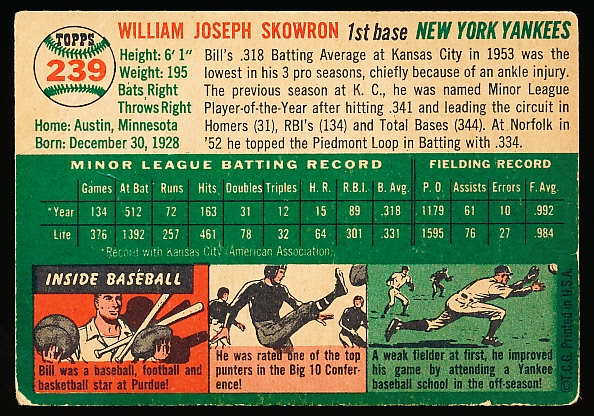 TOPPS
239
WILLIAM JOSEPH SKOWRON 1st base NEW YORK YANKEES
Height: 6' 1"
Weight: 195
Bats Right
Throws Right
Home: Austin, Minnesota
Born: December 30, 1928
Bill's .318 Batting Average at Kansas City in 1953 was the
lowest in his 3 pro seasons, chiefly because of an ankle injury.
The previous season at K. C., he was named Minor League
Player-of-the-Year after hitting .341 and leading the circuit in
Homers (31), RBI's (134) and Total Bases (344). At Norfolk in
'52 he topped the Piedmont Loop in Batting with .334.
MINOR LEAGUE BATTING RECORD FIELDING RECORD
Games At Bat Runs Hits Doubles Triples H. R. R.B.I. B. Avg. P. O. Assists Errors F. Avg.
*Year 134 512 72 163 31 12 15 89 .318 1179 61 10 .992
Life 376 1392 257 461 78 32 64 301 .331 1595 76 27 .984
*Record with Kansas City (American Association).
INSIDE BASEBALL
Bill was a baseball, football and
basketball star at Purdue!
He was rated one of the top
punters in the Big 10 Confer-
ence!
A weak fielder at first, he improved
his game by attending a Yankee
baseball school in the off-season!
©T.C.G. Printed in U.S.A.